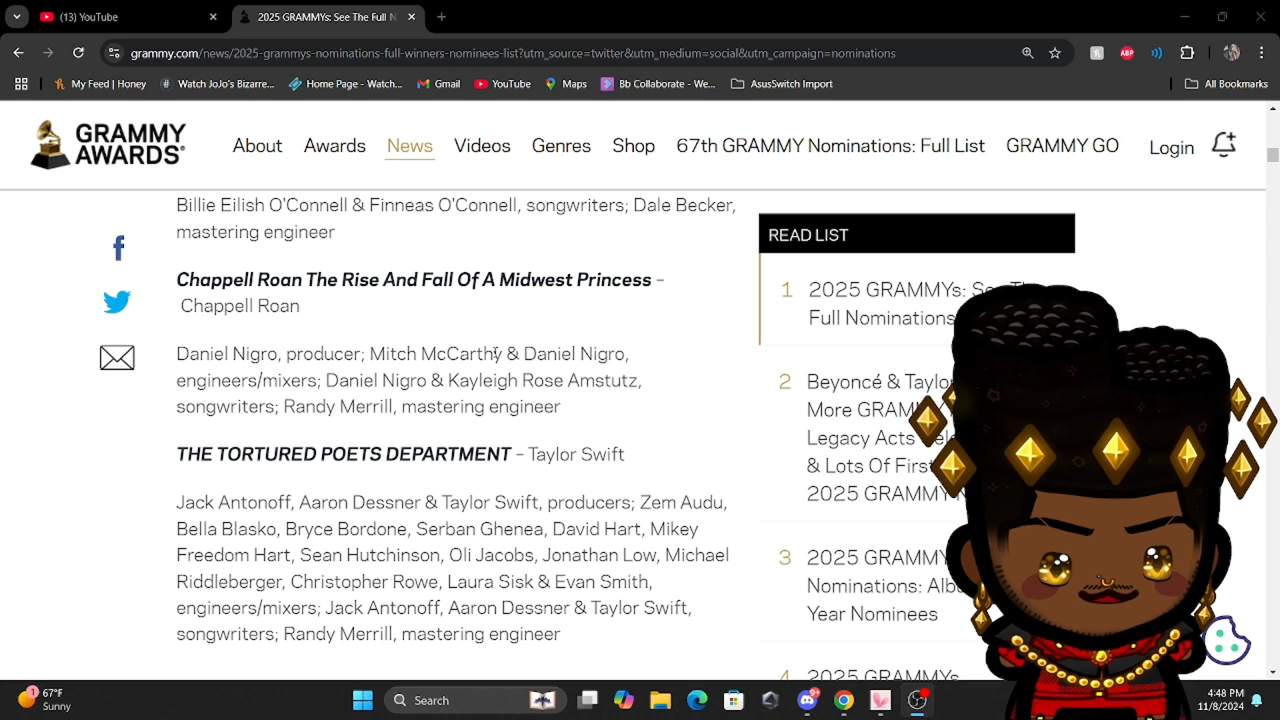 (13) YouTube
2025 GRAMMYs: See The Full N
grammy.com/news/2025-grammys-nominations-full-winners-nominees-list?utm_source=twitter&utm_medium=social&utm_campaign=nominations
ABP
My Feed | Honey
Watch JoJo's Bizarre...
Home Page - Watch...
Gmail
YouTube
Maps
Bb Collaborate - We...
AsusSwitch Import
All Bookmarks
GRAMMY
AWARDS
About
Awards
News
Videos
Genres
Shop
67th GRAMMY Nominations: Full List
GRAMMY GO
Login
Billie Eilish O'Connell & Finneas O'Connell, songwriters; Dale Becker,
mastering engineer
Chappell Roan The Rise And Fall Of A Midwest Princess –
Chappell Roan
Daniel Nigro, producer; Mitch McCarthy & Daniel Nigro,
engineers/mixers; Daniel Nigro & Kayleigh Rose Amstutz,
songwriters; Randy Merrill, mastering engineer
THE TORTURED POETS DEPARTMENT – Taylor Swift
Jack Antonoff, Aaron Dessner & Taylor Swift, producers; Zem Audu,
Bella Blasko, Bryce Bordone, Serban Ghenea, David Hart, Mikey
Freedom Hart, Sean Hutchinson, Oli Jacobs, Jonathan Low, Michael
Riddleberger, Christopher Rowe, Laura Sisk & Evan Smith,
engineers/mixers; Jack Antonoff, Aaron Dessner & Taylor Swift,
songwriters; Randy Merrill, mastering engineer
READ LIST
1 2025 GRAMMYs: See
Full Nominations
2 Beyoncé & Taylor
More
Legacy Acts
& Lots Of First
2025 GRAMMY
3 2025 GRAMMY
Nominations:
Year Nominees
4 2025 GRAMMYs
1
67°F
Sunny
Search
4:48 PM
11/8/2024